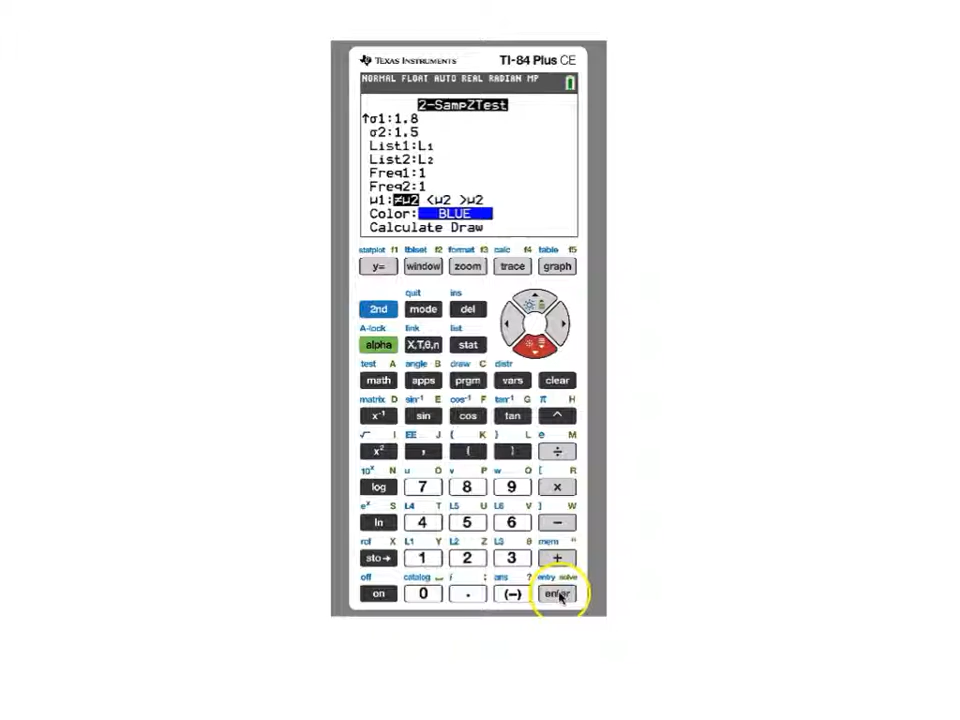 TEXAS INSTRUMENTS TI-84 Plus CE
NORMAL FLOAT AUTO REAL RADIAN MP
2-SampZTest
↑σ1:1.8
σ2:1.5
List1:L₁
List2:L₂
Freq1:1
Freq2:1
μ1:≠μ2 <μ2 >μ2
Color: BLUE
Calculate Draw
statplot f1 tblset f2 format f3 calc f4 table f5
y= window zoom trace graph
quit ins
2nd mode del
A-lock link list
alpha X,T,θ,n stat
test A angle B draw C distr
math apps prgm vars clear
matrix D sin⁻¹ E cos⁻¹ F tan⁻¹ G π H
x⁻¹ sin cos tan ^
√ I EE J { K } L e M
x² , ( ) ÷
10ˣ N u O v P w Q [ R
log 7 8 9 ×
eˣ S L4 T L5 U L6 V ] W
ln 4 5 6 −
rcl X L1 Y L2 Z L3 θ mem "
sto→ 1 2 3 +
off catalog ⎵ i : ans ? entry solve
on 0 . (−) enter